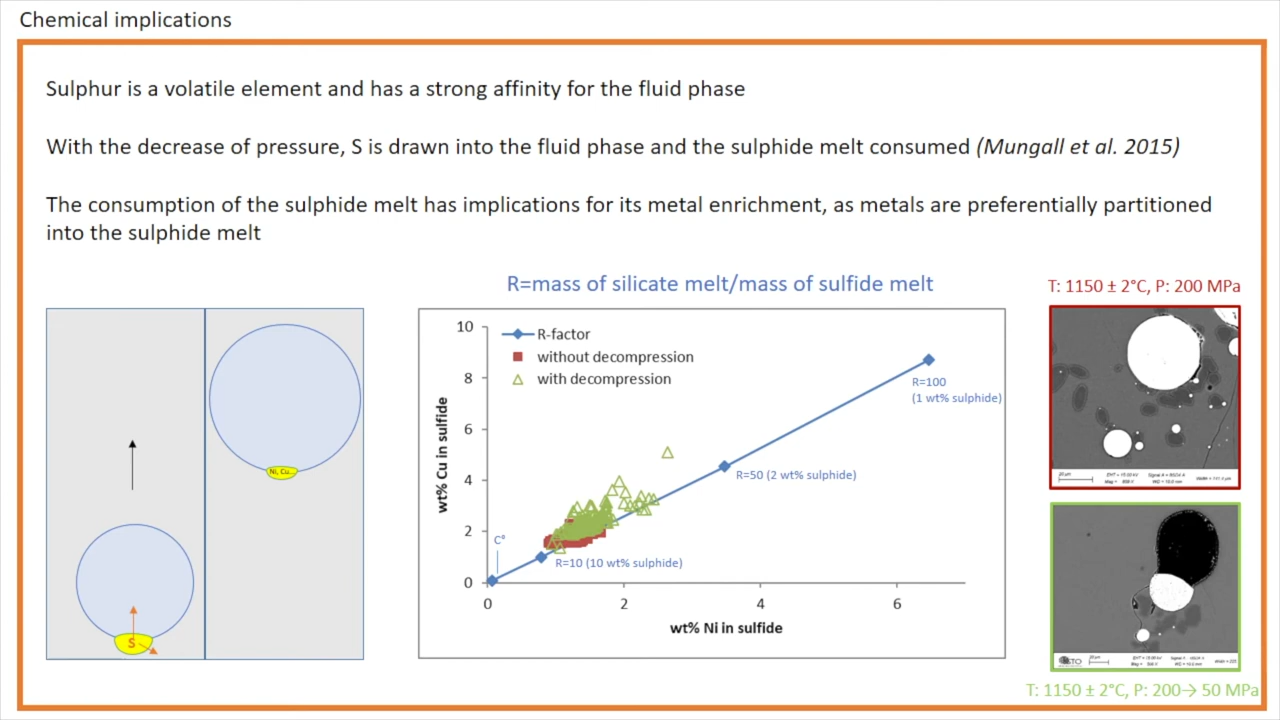 Chemical implications
Sulphur is a volatile element and has a strong affinity for the fluid phase
With the decrease of pressure, S is drawn into the fluid phase and the sulphide melt consumed (Mungall et al. 2015)
The consumption of the sulphide melt has implications for its metal enrichment, as metals are preferentially partitioned
into the sulphide melt
R=mass of silicate melt/mass of sulfide melt
T: 1150 ± 2°C, P: 200 MPa
Ni, Cu...
S
wt% Cu in sulfide
10
8
6
4
2
0
R-factor
without decompression
with decompression
R=100
(1 wt% sulphide)
R=50 (2 wt% sulphide)
C°
R=10 (10 wt% sulphide)
0
2
4
6
wt% Ni in sulfide
T: 1150 ± 2°C, P: 200→ 50 MPa